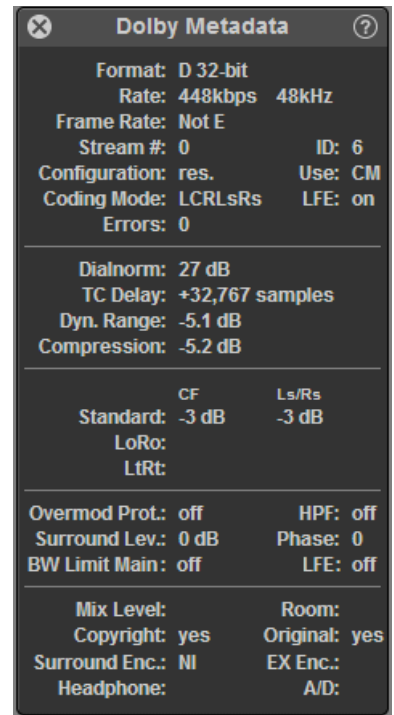 Dolby Metadata ?
Format: D 32-bit
Rate: 448kbps 48kHz
Frame Rate: Not E
Stream #: 0 ID: 6
Configuration: res. Use: CM
Coding Mode: LCRLsRs LFE: on
Errors: 0
Dialnorm: 27 dB
TC Delay: +32,767 samples
Dyn. Range: -5.1 dB
Compression: -5.2 dB
CF Ls/Rs
Standard: -3 dB -3 dB
LoRo:
LtRt:
Overmod Prot.: off HPF: off
Surround Lev.: 0 dB Phase: 0
BW Limit Main: off LFE: off
Mix Level: Room:
Copyright: yes Original: yes
Surround Enc.: NI EX Enc.:
Headphone: A/D: